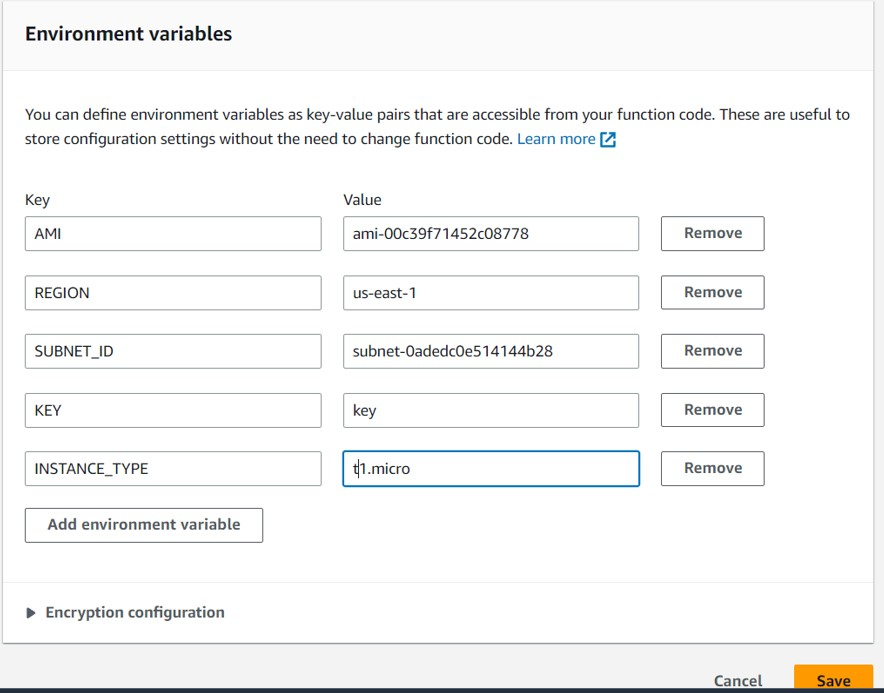 Environment variables
You can define environment variables as key-value pairs that are accessible from your function code. These are useful to
store configuration settings without the need to change function code. Learn more
Key Value
AMI ami-00c39f71452c08778 Remove
REGION us-east-1 Remove
SUBNET_ID subnet-0adedc0e514144b28 Remove
KEY key Remove
INSTANCE_TYPE t1.micro Remove
Add environment variable
Encryption configuration
Cancel Save